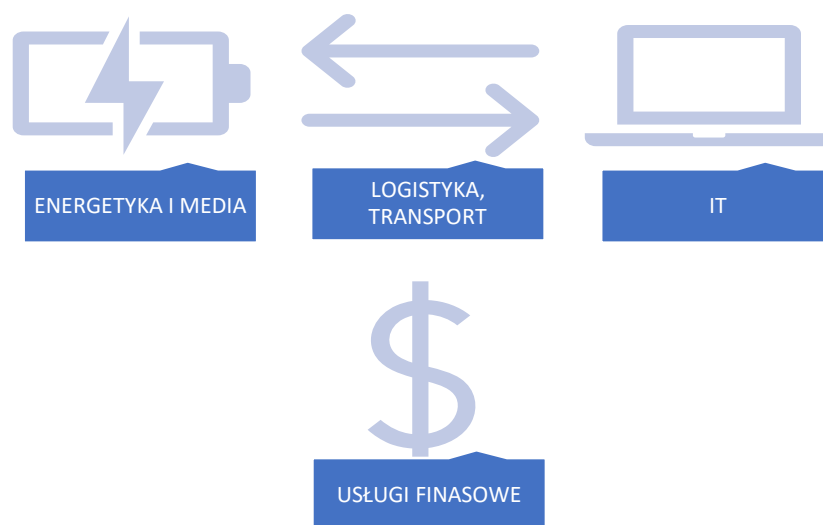 ENERGETYKA I MEDIA
LOGISTYKA,
TRANSPORT
IT
USŁUGI FINASOWE